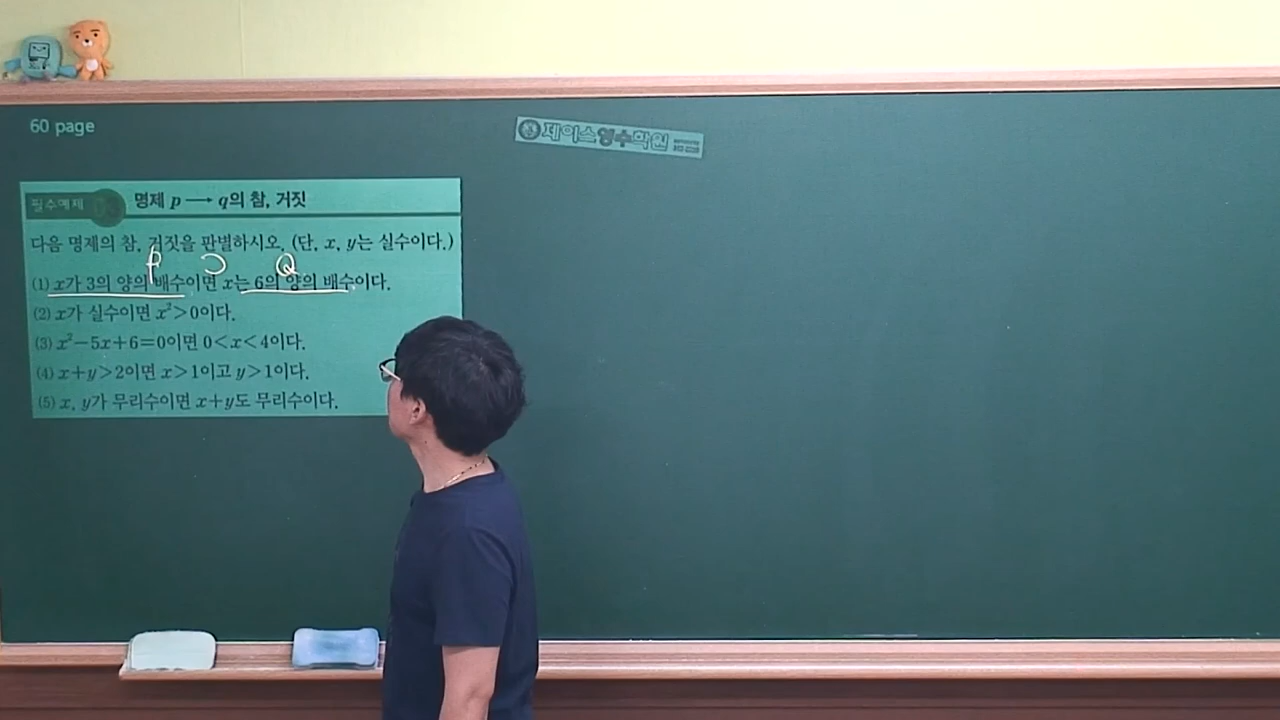 60 page
제이스영수학원
필수예제
명제 p → q의 참, 거짓
다음 명제의 참, 거짓을 판별하시오. (단, x, y는 실수이다.)
P ⊃ Q
(1) x가 3의 양의 배수이면 x는 6의 양의 배수이다.
(2) x가 실수이면 x²>0이다.
(3) x²-5x+6=0이면 0<x<4이다.
(4) x+y>2이면 x>1이고 y>1이다.
(5) x, y가 무리수이면 x+y도 무리수이다.